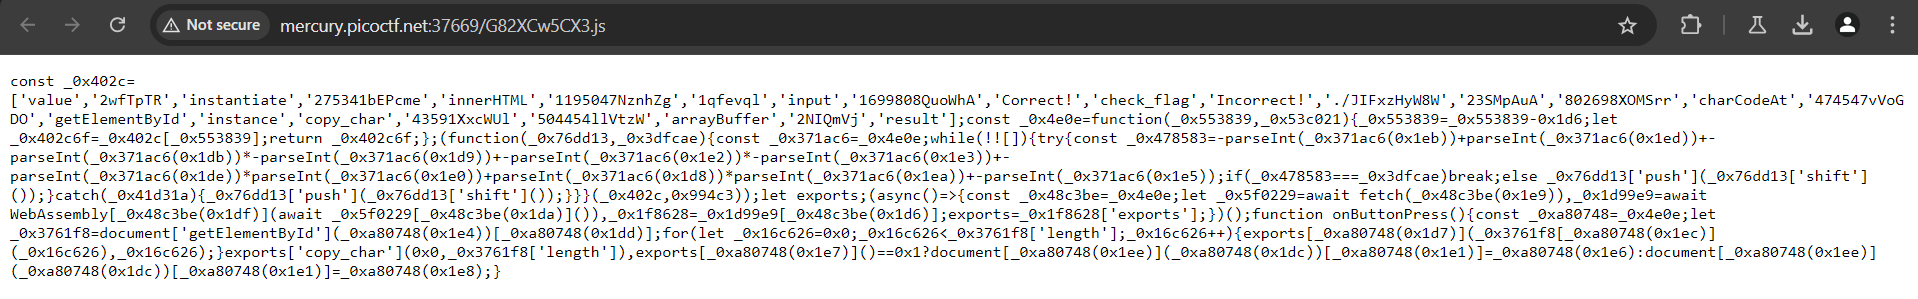 Not secure mercury.picoctf.net:37669/G82XCw5CX3.js
const _0x402c=
['value','2wfTpTR','instantiate','275341bEPcme','innerHTML','1195047NznhZg','1qfevql','input','1699808QuoWhA','Correct!','check_flag','Incorrect!','./JIFxzHyW8W','23SMpAuA','802698XOMSrr','charCodeAt','474547vVoG
DO','getElementById','instance','copy_char','43591XxcWUl','504454llVtzW','arrayBuffer','2NIQmVj','result'];const _0x4e0e=function(_0x553839,_0x53c021){_0x553839=_0x553839-0x1d6;let
_0x402c6f=_0x402c[_0x553839];return _0x402c6f;};(function(_0x76dd13,_0x3dfcae){const _0x371ac6=_0x4e0e;while(!![]){try{const _0x478583=-parseInt(_0x371ac6(0x1eb))+parseInt(_0x371ac6(0x1ed))+-
parseInt(_0x371ac6(0x1db))*-parseInt(_0x371ac6(0x1d9))+-parseInt(_0x371ac6(0x1e2))*-parseInt(_0x371ac6(0x1e3))+-
parseInt(_0x371ac6(0x1de))*parseInt(_0x371ac6(0x1e0))+parseInt(_0x371ac6(0x1d8))*parseInt(_0x371ac6(0x1ea))+-parseInt(_0x371ac6(0x1e5));if(_0x478583===_0x3dfcae)break;else _0x76dd13['push'](_0x76dd13['shift']
());}catch(_0x41d31a){_0x76dd13['push'](_0x76dd13['shift']());}}}(_0x402c,0x994c3));let exports;(async()=>{const _0x48c3be=_0x4e0e;let _0x5f0229=await fetch(_0x48c3be(0x1e9)),_0x1d99e9=await
WebAssembly[_0x48c3be(0x1df)](await _0x5f0229[_0x48c3be(0x1da)]()),_0x1f8628=_0x1d99e9[_0x48c3be(0x1d6)];exports=_0x1f8628['exports'];})();function onButtonPress(){const _0xa80748=_0x4e0e;let
_0x3761f8=document['getElementById'](_0xa80748(0x1e4))[_0xa80748(0x1dd)];for(let _0x16c626=0x0;_0x16c626<_0x3761f8['length'];_0x16c626++){exports[_0xa80748(0x1d7)](_0x3761f8[_0xa80748(0x1ec)]
(_0x16c626),_0x16c626);}exports['copy_char'](0x0,_0x3761f8['length']),exports[_0xa80748(0x1e7)]()==0x1?document[_0xa80748(0x1ee)](_0xa80748(0x1dc))[_0xa80748(0x1e1)]=_0xa80748(0x1e6):document[_0xa80748(0x1ee)]
(_0xa80748(0x1dc))[_0xa80748(0x1e1)]=_0xa80748(0x1e8);}